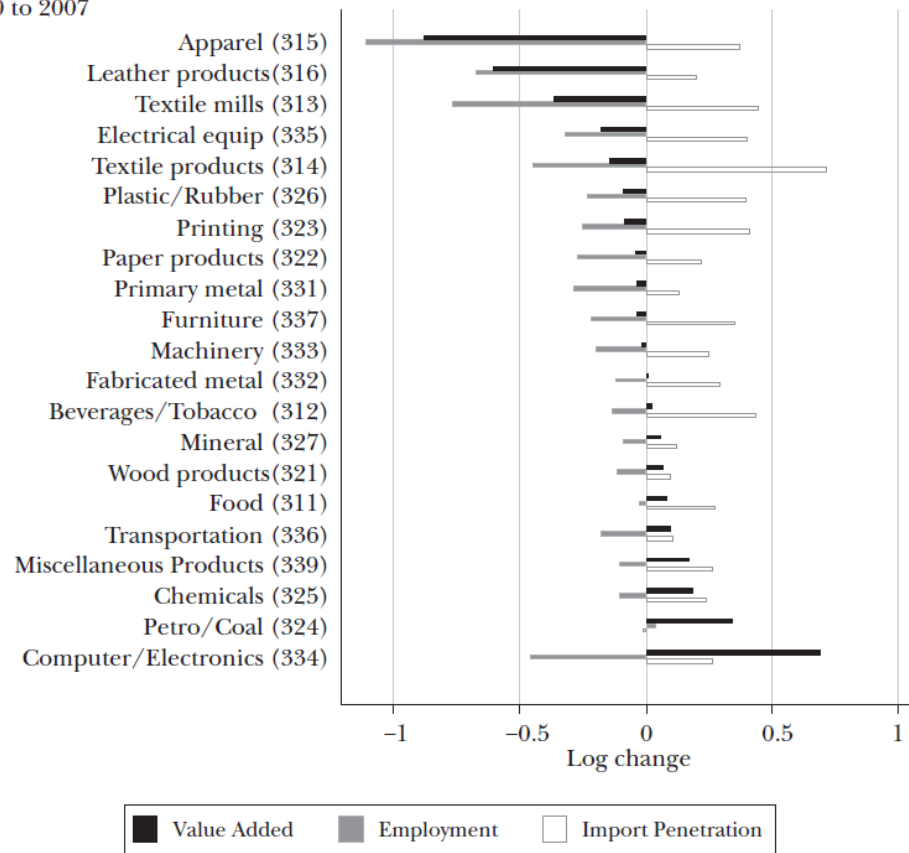 to 2007
Apparel (315)
Leather products(316)
Textile mills (313)
Electrical equip (335)
Textile products (314)
Plastic/Rubber (326)
Printing (323)
Paper products (322)
Primary metal (331)
Furniture (337)
Machinery (333)
Fabricated metal (332)
Beverages/Tobacco (312)
Mineral (327)
Wood products(321)
Food (311)
Transportation (336)
Miscellaneous Products (339)
Chemicals (325)
Petro/Coal (324)
Computer/Electronics (334)
−1 −0.5 0 0.5 1
Log change
Value Added Employment Import Penetration